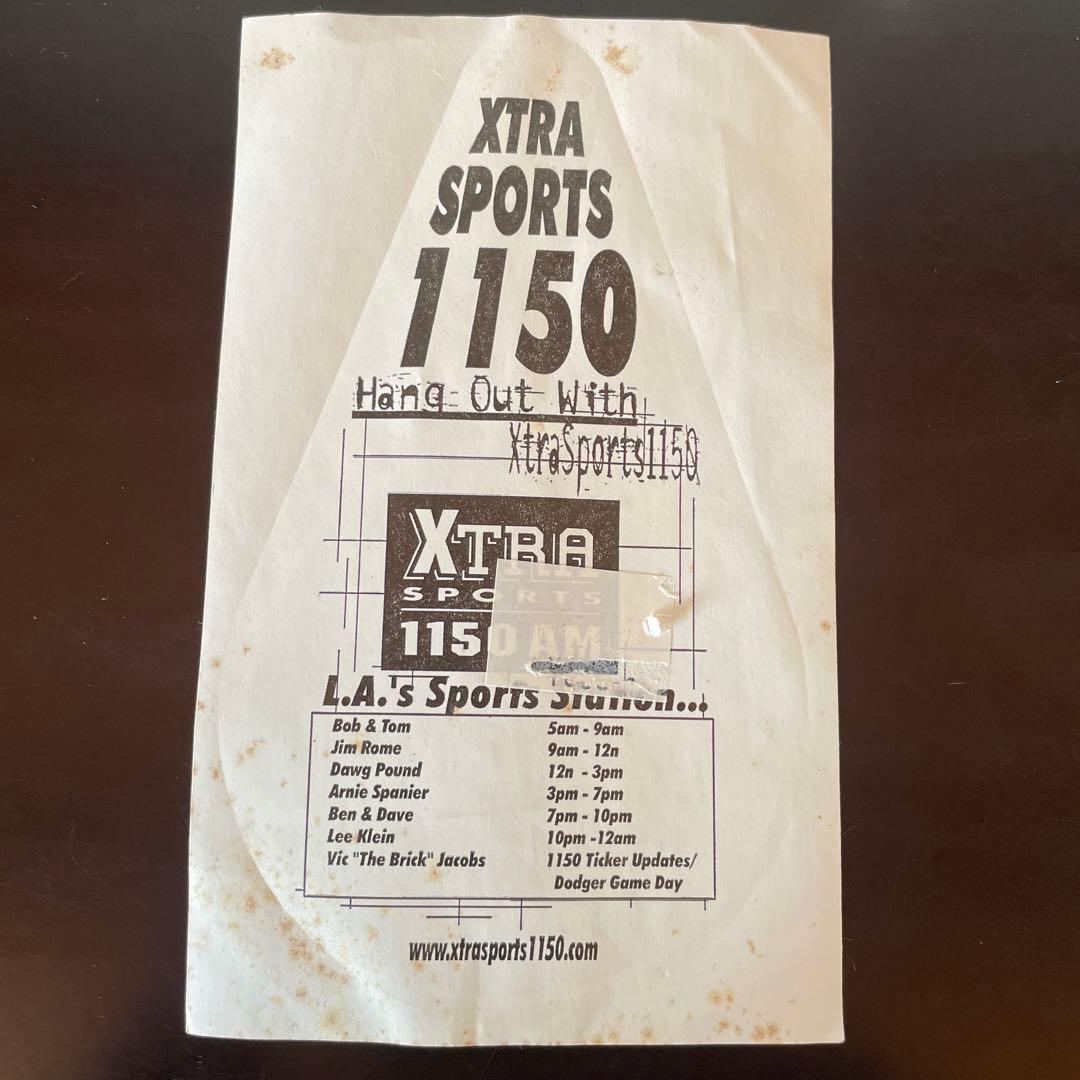 XTRA
SPORTS
1150
Hang Out With
XtraSports1150
XTRA
SPORTS
1150 AM
L.A.'s Sports Station...
Bob & Tom 5am - 9am
Jim Rome 9am - 12n
Dawg Pound 12n - 3pm
Arnie Spanier 3pm - 7pm
Ben & Dave 7pm - 10pm
Lee Klein 10pm -12am
Vic "The Brick" Jacobs 1150 Ticker Updates/
Dodger Game Day
www.xtrasports1150.com